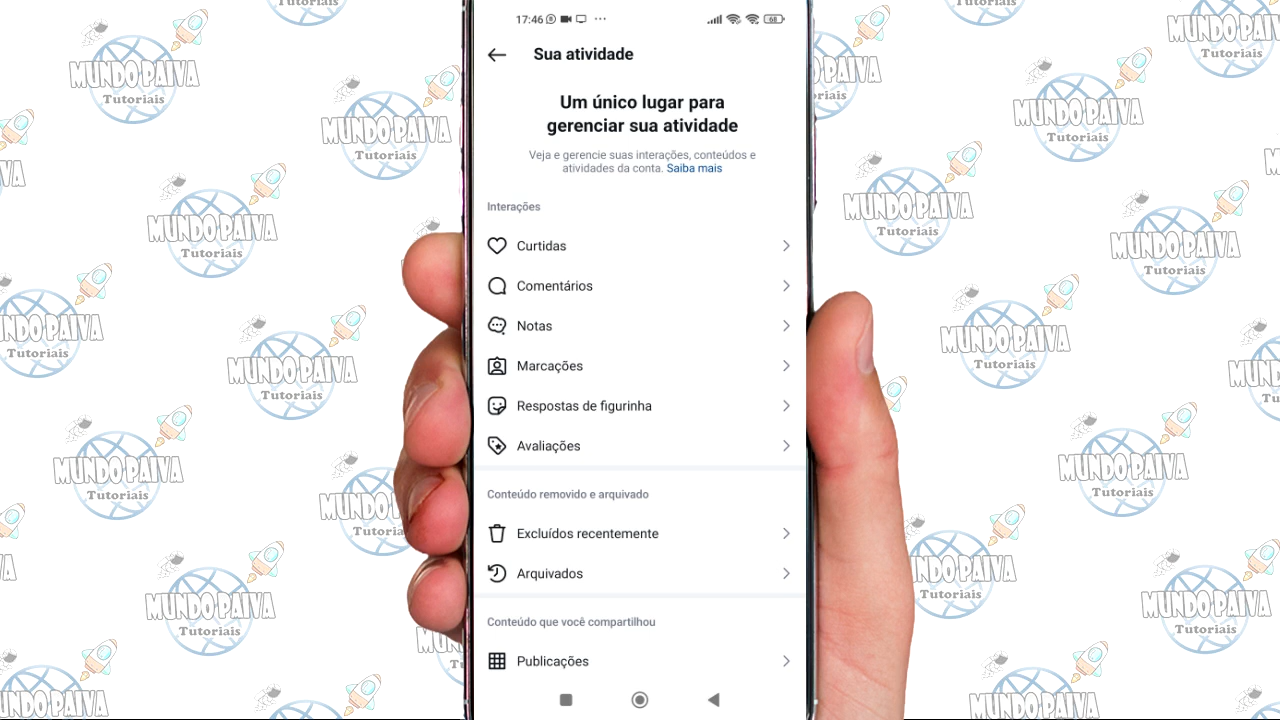 17:46
68
Sua atividade
Um único lugar para
gerenciar sua atividade
Veja e gerencie suas interações, conteúdos e
atividades da conta. Saiba mais
Interações
Curtidas
Comentários
Notas
Marcações
Respostas de figurinha
Avaliações
Conteúdo removido e arquivado
Excluídos recentemente
Arquivados
Conteúdo que você compartilhou
Publicações
MUNDO PAIVA
Tutoriais